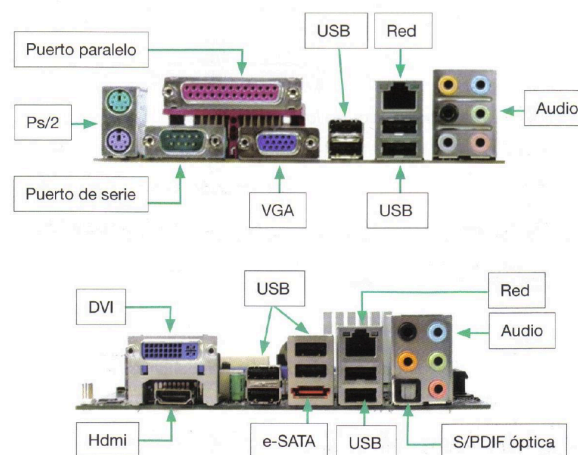 USB
Red
Puerto paralelo
Ps/2
Audio
Puerto de serie
VGA
USB
DVI
USB
Red
Audio
Hdmi
e-SATA
USB
S/PDIF óptica